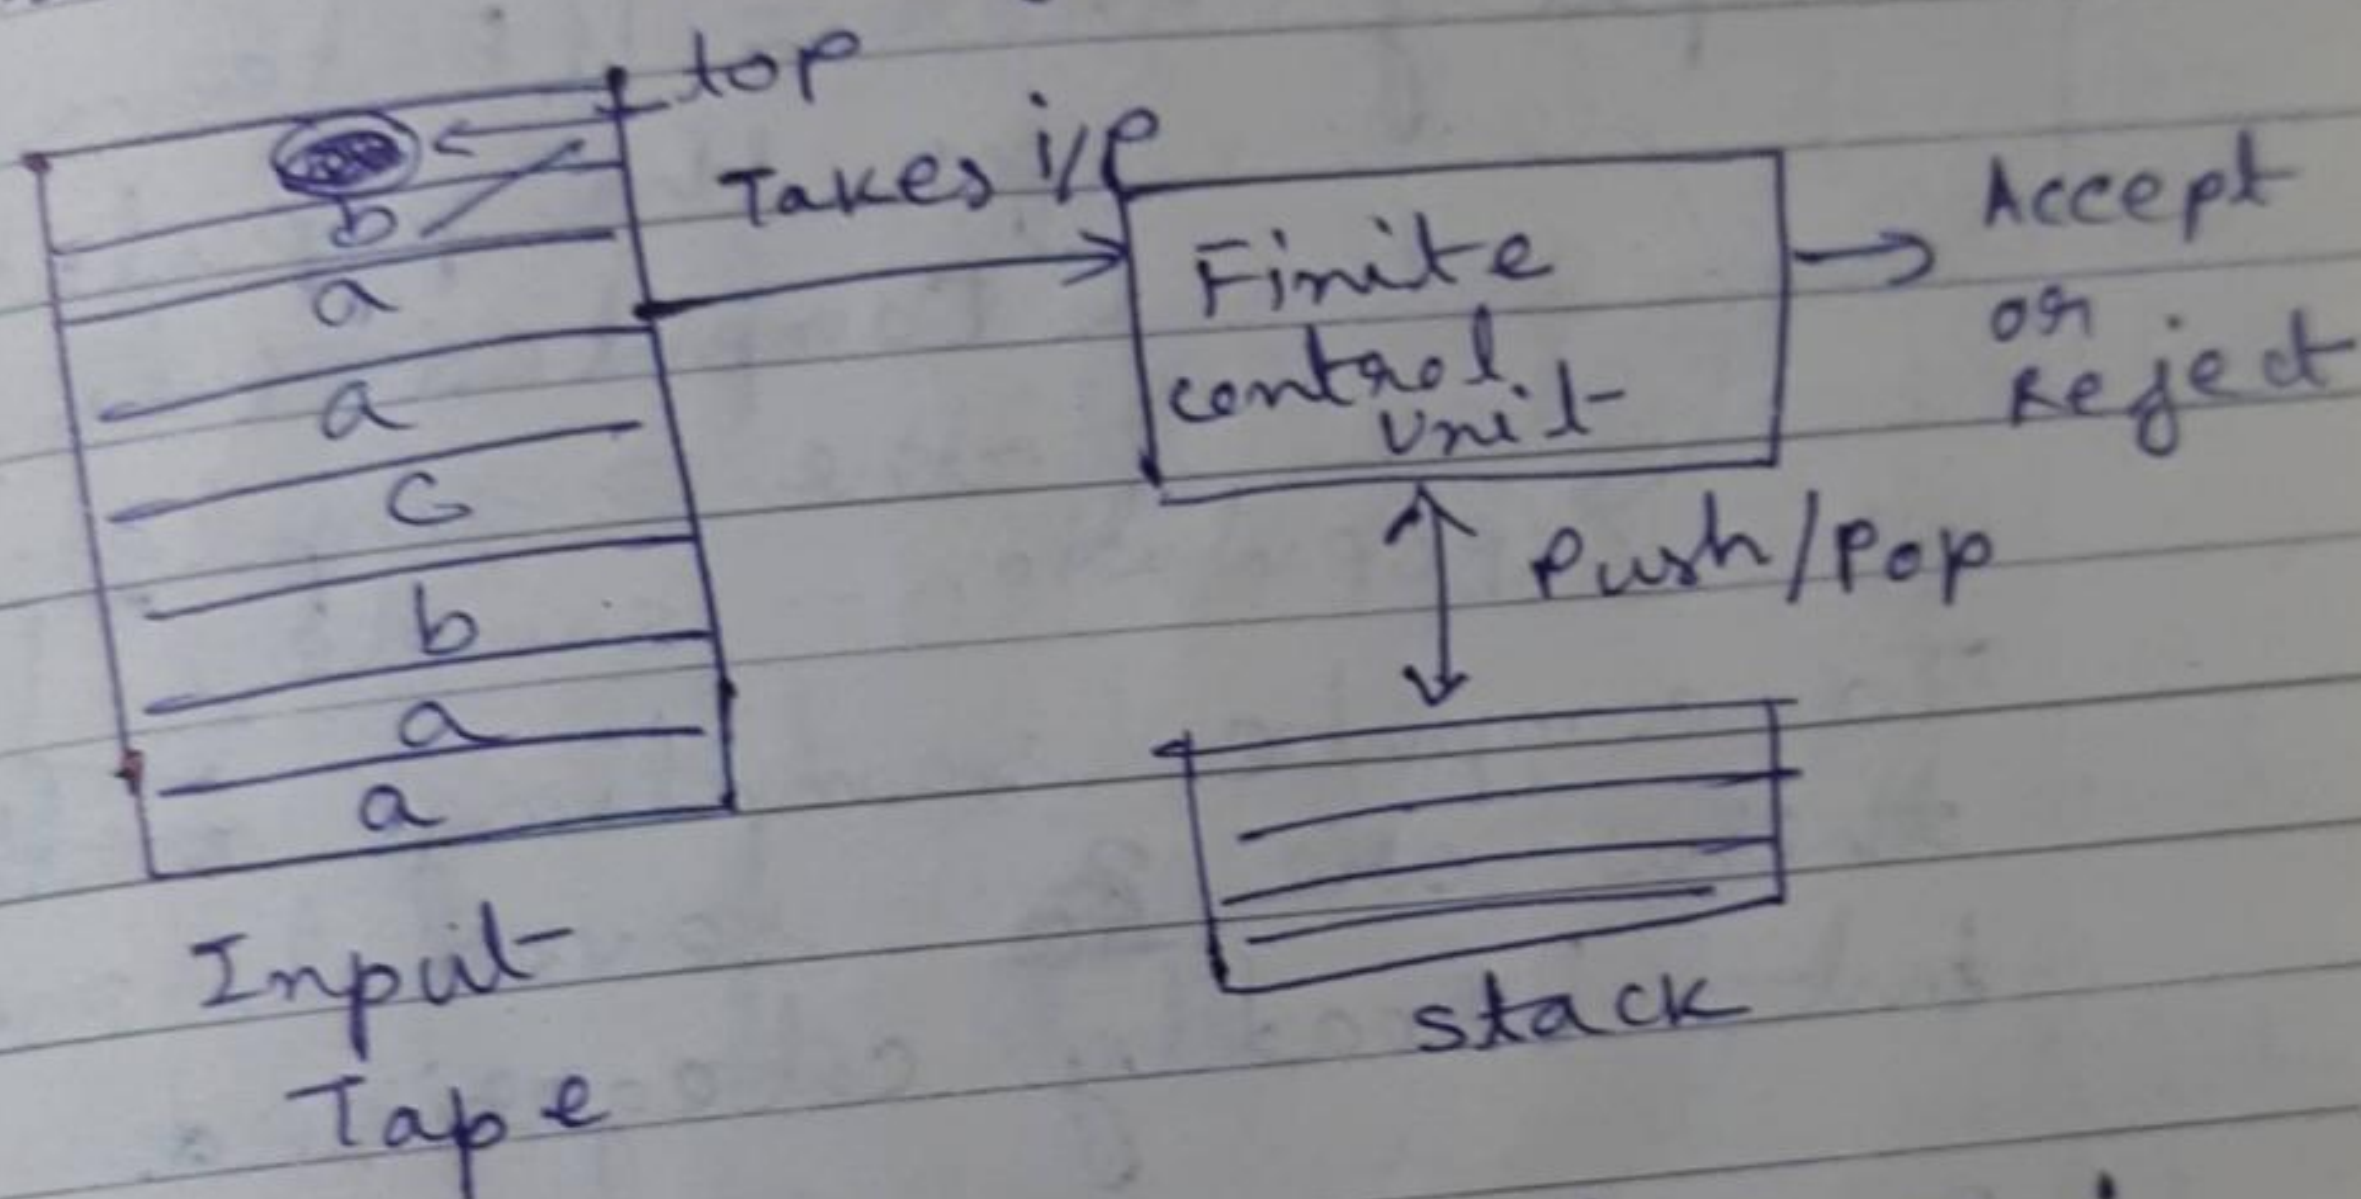 top
Takes i/p
b
a
a
c
b
a
a
Input
Tape
Finite
control
Unit
Accept
or
Reject
Push/Pop
stack